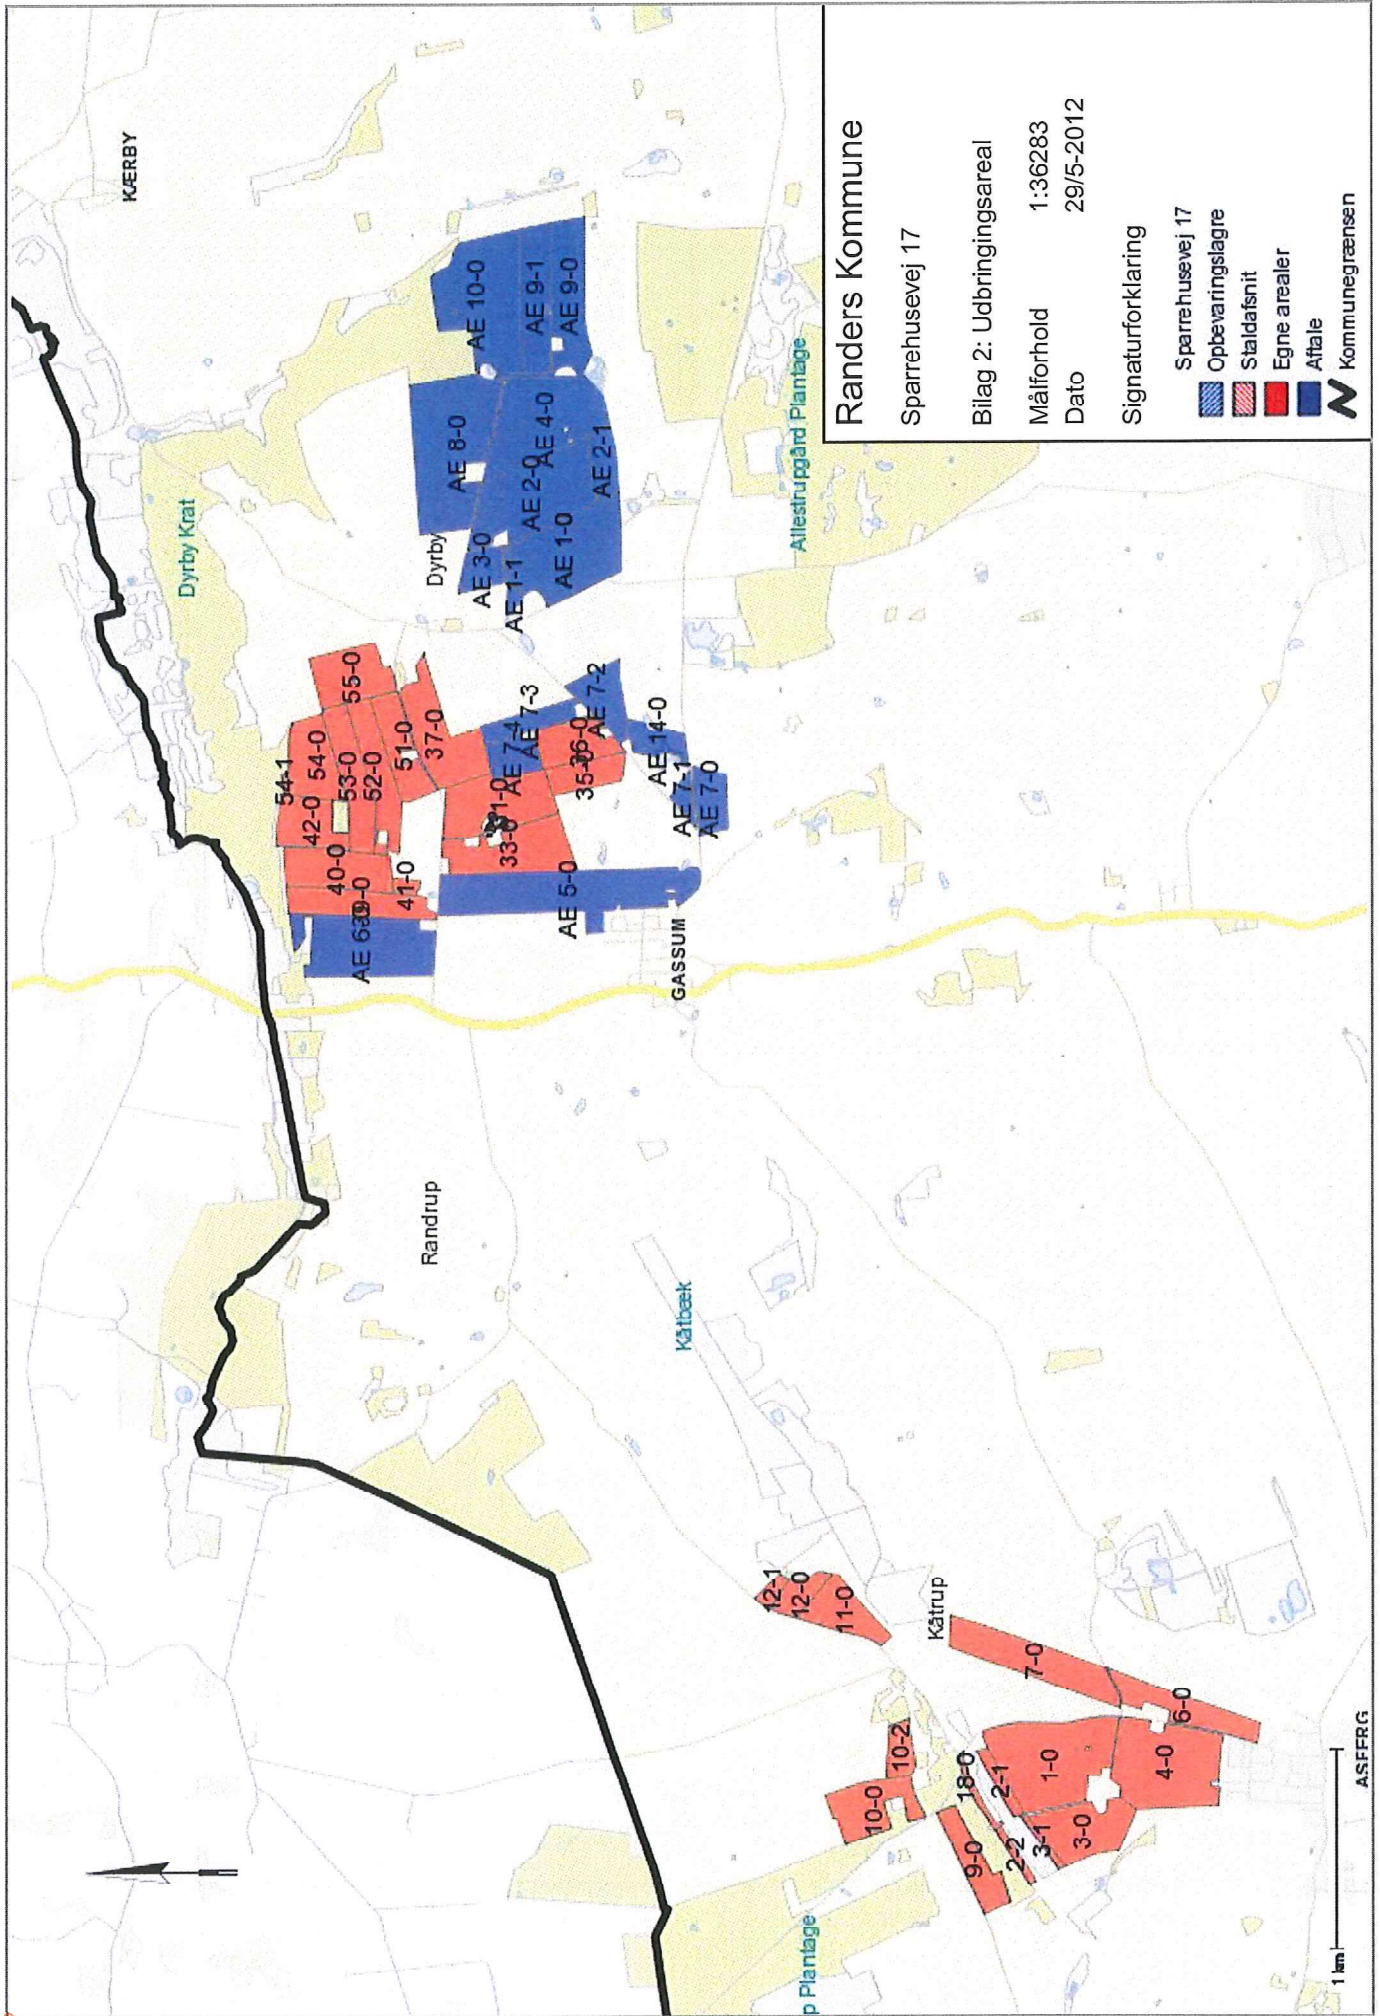 KÆRBY
Dyrby Krat
Dyrby
AE 10-0
AE 9-1
AE 9-0
AE 8-0
AE 4-0
AE 2-0
AE 2-1
AE 3-0
AE 1-0
AE 1-1
55-0
54-1
54-0
53-0
52-0
51-0
37-0
42-0
40-0
41-0
33-0
35-0
36-0
AE 7-2
AE 7-3
AE 7-4
AE 14-0
AE 7-1
AE 7-0
AE 5-0
GASSUM
Randrup
Allestrupgård Plantage
Kåtbæk
12-1
12-0
11-0
Kåtrup
7-0
6-0
10-2
10-0
18-0
2-1
1-0
4-0
9-0
2-2
3-1
3-0
p Plantage
ASFERG
1 km
Randers Kommune
Sparrehusevej 17
Bilag 2: Udbringingsareal
Målforhold 1:36283
Dato 29/5-2012
Signaturforklaring
Sparrehusevej 17
Opbevaringslagre
Staldafsnit
Egne arealer
Aftale
Kommunegrænsen